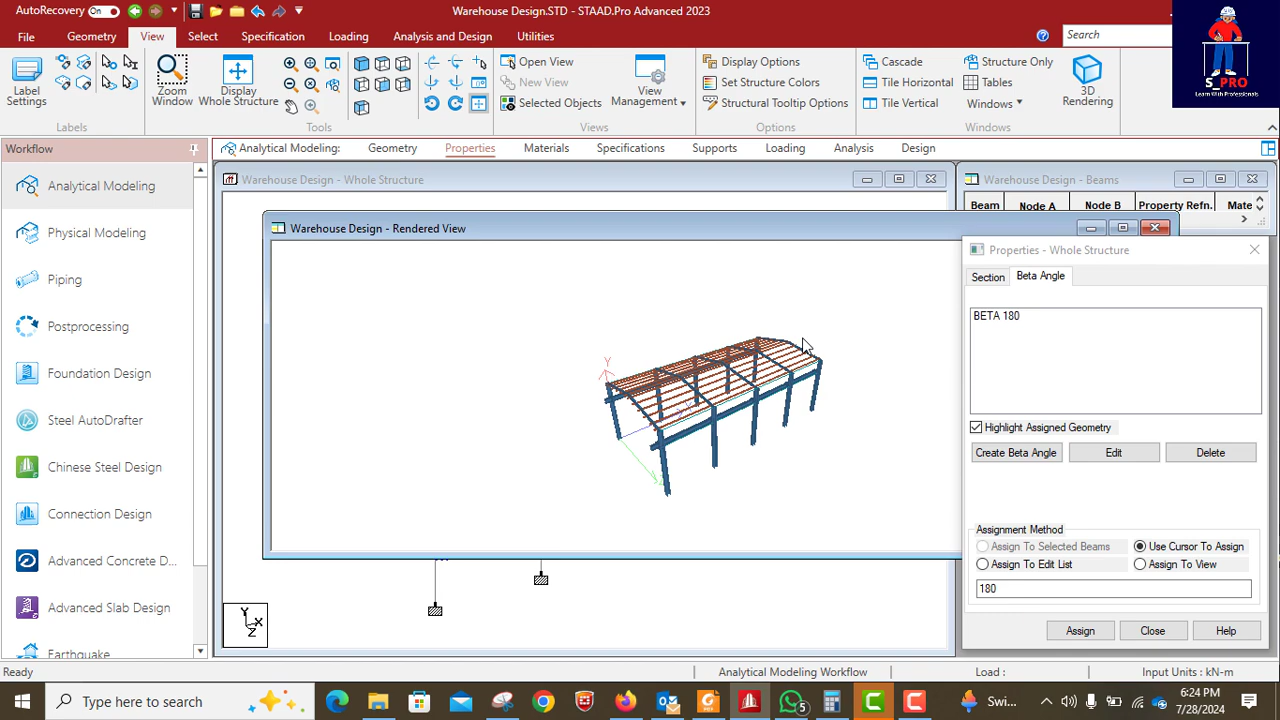 AutoRecovery On
Warehouse Design.STD - STAAD.Pro Advanced 2023
File Geometry View Select Specification Loading Analysis and Design Utilities
Search
S_PRO
Learn With Professionals
Label Settings
Zoom Window
Display Whole Structure
Open View
New View
Selected Objects
View Management
Display Options
Set Structure Colors
Structural Tooltip Options
Cascade
Tile Horizontal
Tile Vertical
Structure Only
Tables
Windows
3D Rendering
Labels Tools Views Options Windows
Workflow
Analytical Modeling: Geometry Properties Materials Specifications Supports Loading Analysis Design
Analytical Modeling
Physical Modeling
Piping
Postprocessing
Foundation Design
Steel AutoDrafter
Chinese Steel Design
Connection Design
Advanced Concrete D...
Advanced Slab Design
Earthquake
Warehouse Design - Whole Structure
Warehouse Design - Beams
Beam Node A Node B Property Refn. Mate
Warehouse Design - Rendered View
Y
Y
X
Z
Properties - Whole Structure
Section Beta Angle
BETA 180
Highlight Assigned Geometry
Create Beta Angle Edit Delete
Assignment Method
Assign To Selected Beams Use Cursor To Assign
Assign To Edit List Assign To View
180
Assign Close Help
Ready
Analytical Modeling Workflow Load : Input Units : kN-m
Type here to search
5
Swi...
6:24 PM
7/28/2024